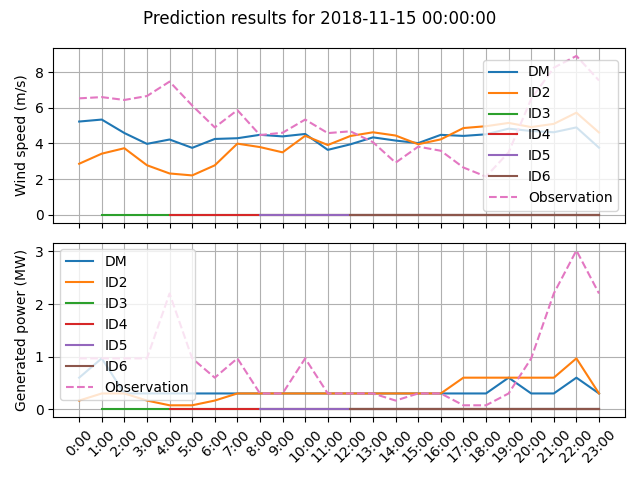 Prediction results for 2018-11-15 00:00:00
Wind speed (m/s)
8
6
4
2
0
DM
ID2
ID3
ID4
ID5
ID6
Observation
Generated power (MW)
3
2
1
0
DM
ID2
ID3
ID4
ID5
ID6
Observation
0:00 1:00 2:00 3:00 4:00 5:00 6:00 7:00 8:00 9:00 10:00 11:00 12:00 13:00 14:00 15:00 16:00 17:00 18:00 19:00 20:00 21:00 22:00 23:00